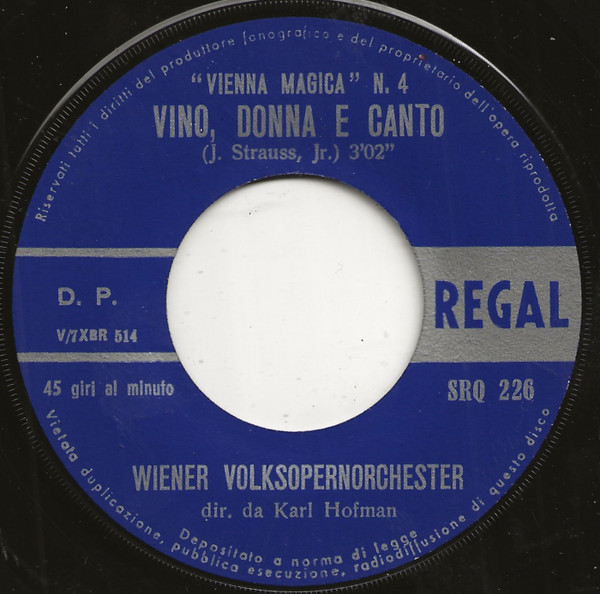 Riservati tutti i diritti del produttore fonografico e del proprietario dell'opera riprodotta
"VIENNA MAGICA" N. 4
VINO, DONNA E CANTO
(J. Strauss, Jr.) 3'02"
D. P.
V/7XBR 514
REGAL
45 giri al minuto
SRQ 226
WIENER VOLKSOPERNORCHESTER
dir. da Karl Hofman
Depositato a norma di legge
Vietata duplicazione, pubblica esecuzione, radiodiffusione di questo disco